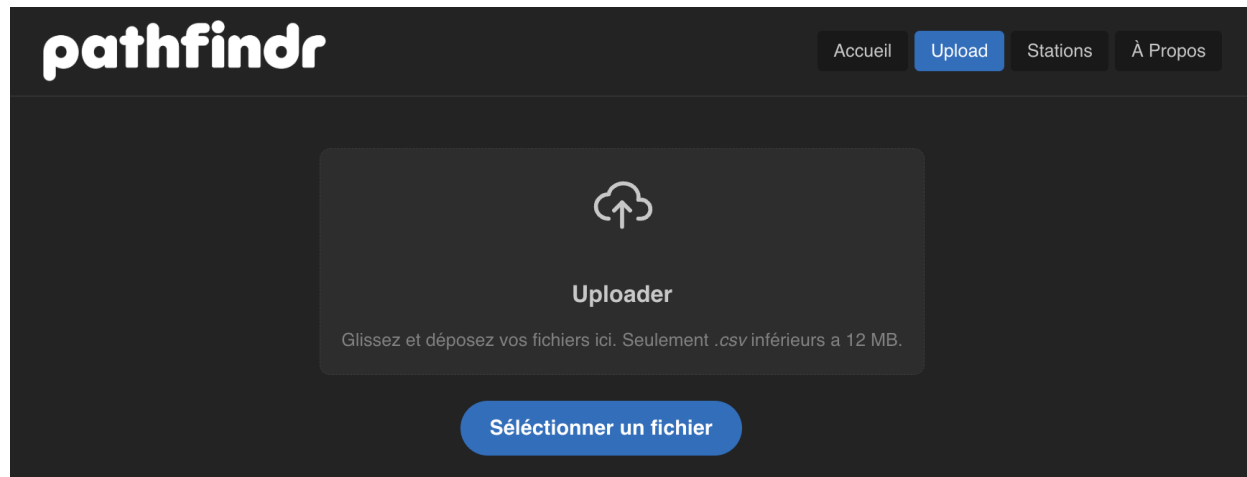 pathfindr
Accueil Upload Stations À Propos
Uploader
Glissez et déposez vos fichiers ici. Seulement .csv inférieurs a 12 MB.
Séléctionner un fichier